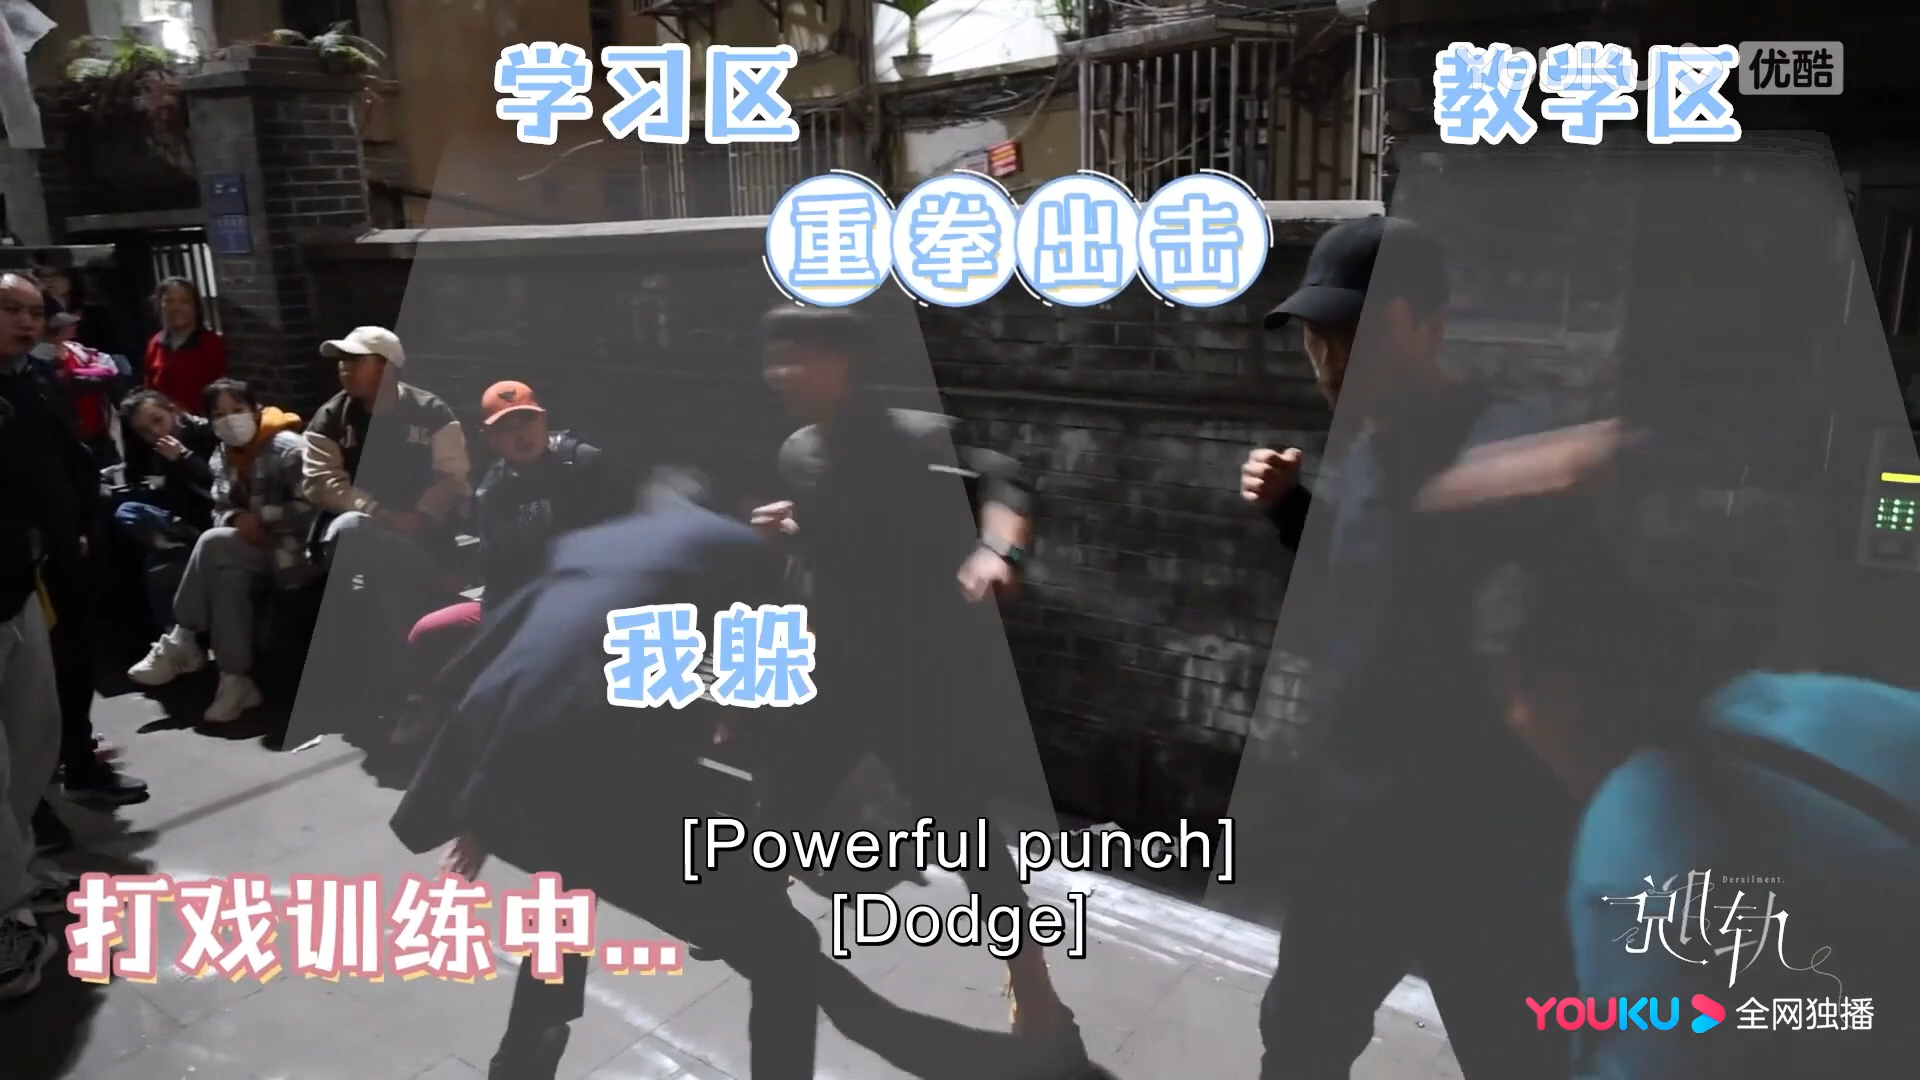 学习区
教学区
YOUKU 优酷
重拳出击
我躲
[Powerful punch]
[Dodge]
打戏训练中...
Derailment.
YOUKU 全网独播